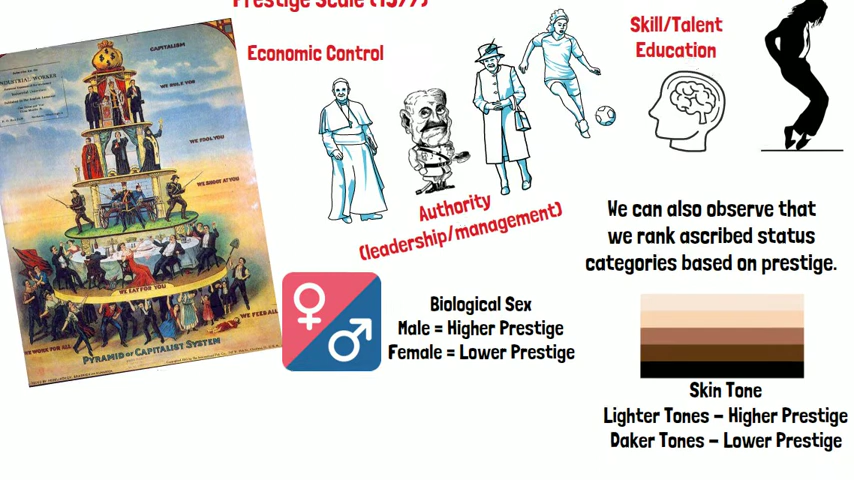 Prestige Scale (1977)
Economic Control
Skill/Talent
Education
CAPITALISM
WE RULE YOU
WE FOOL YOU
WE SHOOT AT YOU
WE EAT FOR YOU
WE WORK FOR ALL
WE FEED ALL
PYRAMID OF CAPITALIST SYSTEM
Authority
(leadership/management)
We can also observe that
we rank ascribed status
categories based on prestige.
Biological Sex
Male = Higher Prestige
Female = Lower Prestige
Skin Tone
Lighter Tones – Higher Prestige
Daker Tones – Lower Prestige